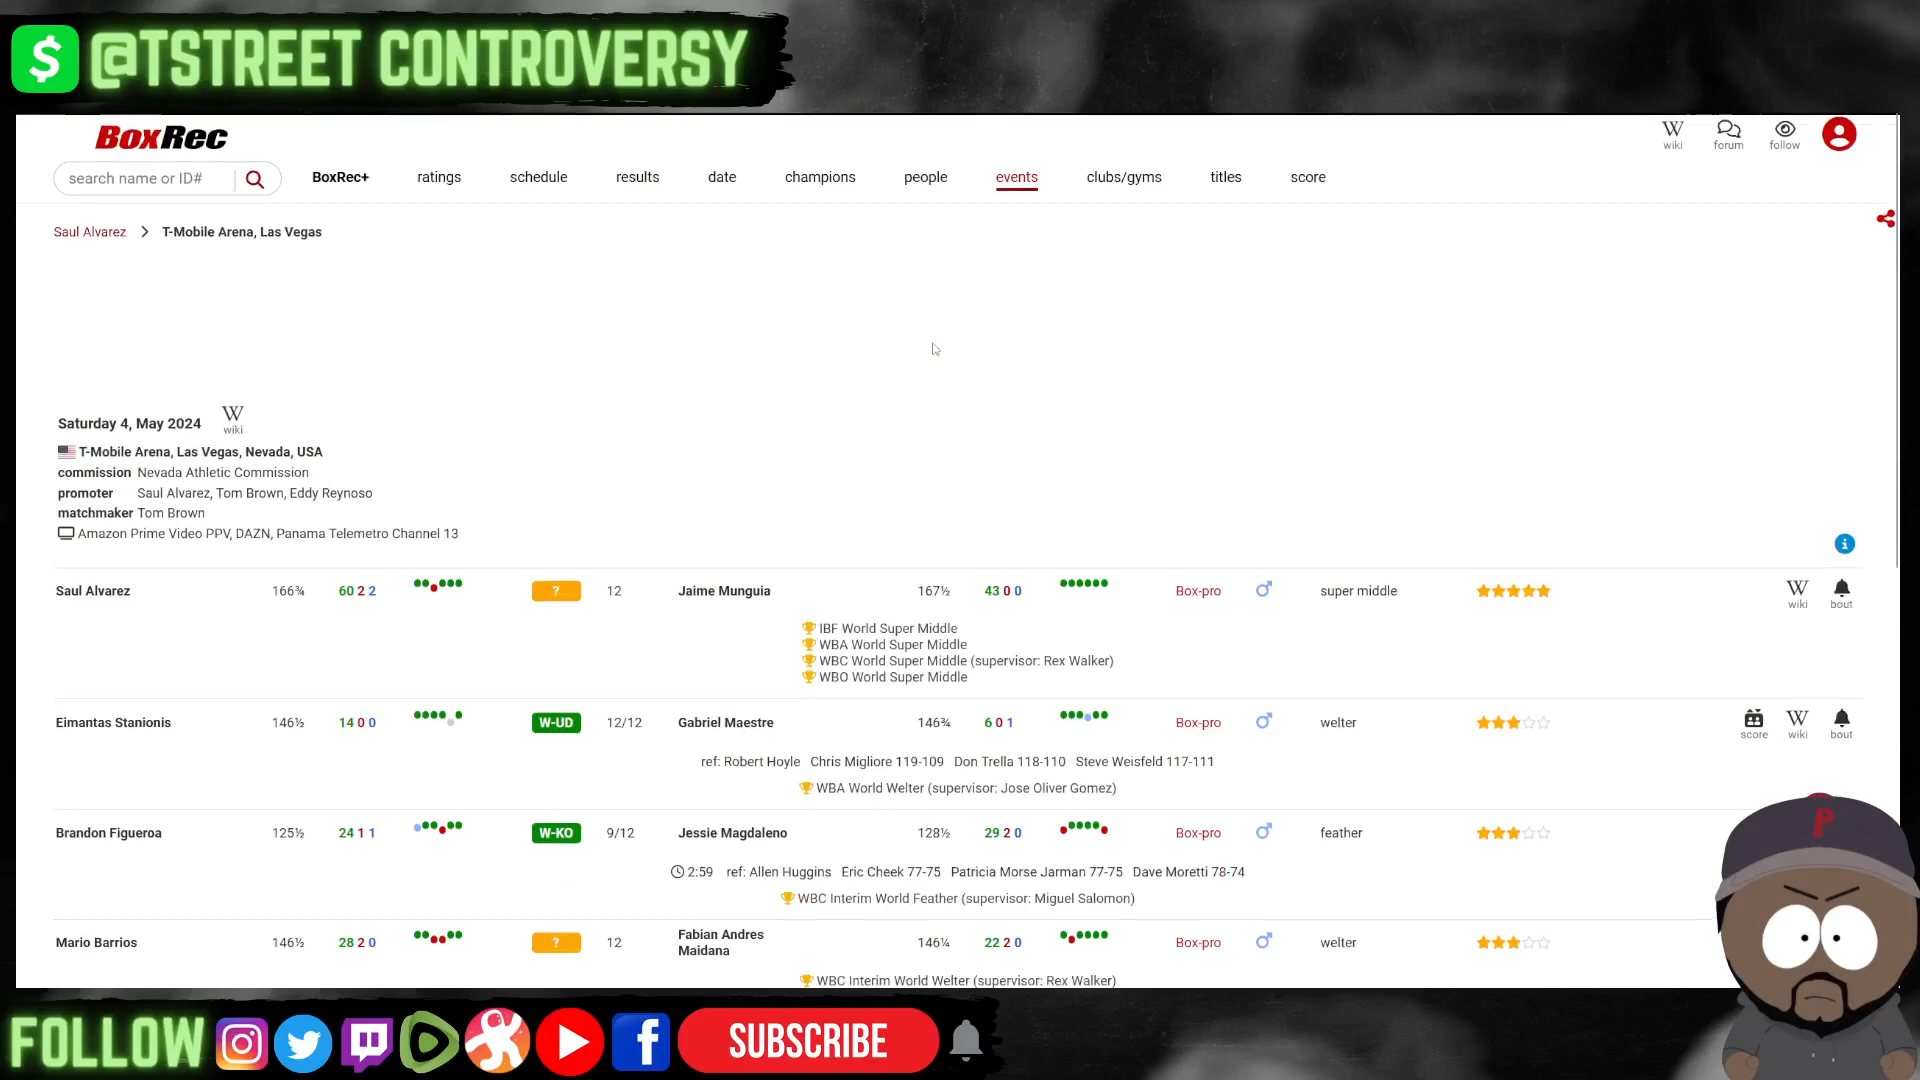 $ @TSTREET CONTROVERSY
BoxRec
W wiki forum follow
search name or ID# BoxRec+ ratings schedule results date champions people events clubs/gyms titles score
Saul Alvarez > T-Mobile Arena, Las Vegas
Saturday 4, May 2024 W wiki
T-Mobile Arena, Las Vegas, Nevada, USA
commission Nevada Athletic Commission
promoter Saul Alvarez, Tom Brown, Eddy Reynoso
matchmaker Tom Brown
Amazon Prime Video PPV, DAZN, Panama Telemetro Channel 13
i
Saul Alvarez 166¾ 60 2 2 ? 12 Jaime Munguia 167½ 43 0 0 Box-pro super middle W wiki bout
IBF World Super Middle
WBA World Super Middle
WBC World Super Middle (supervisor: Rex Walker)
WBO World Super Middle
Eimantas Stanionis 146½ 14 0 0 W-UD 12/12 Gabriel Maestre 146¾ 6 0 1 Box-pro welter score W wiki bout
ref: Robert Hoyle Chris Migliore 119-109 Don Trella 118-110 Steve Weisfeld 117-111
WBA World Welter (supervisor: Jose Oliver Gomez)
Brandon Figueroa 125½ 24 1 1 W-KO 9/12 Jessie Magdaleno 128½ 29 2 0 Box-pro feather
2:59 ref: Allen Huggins Eric Cheek 77-75 Patricia Morse Jarman 77-75 Dave Moretti 78-74
WBC Interim World Feather (supervisor: Miguel Salomon)
Mario Barrios 146½ 28 2 0 ? 12 Fabian Andres Maidana 146¼ 22 2 0 Box-pro welter
WBC Interim World Welter (supervisor: Rex Walker)
P
FOLLOW f SUBSCRIBE